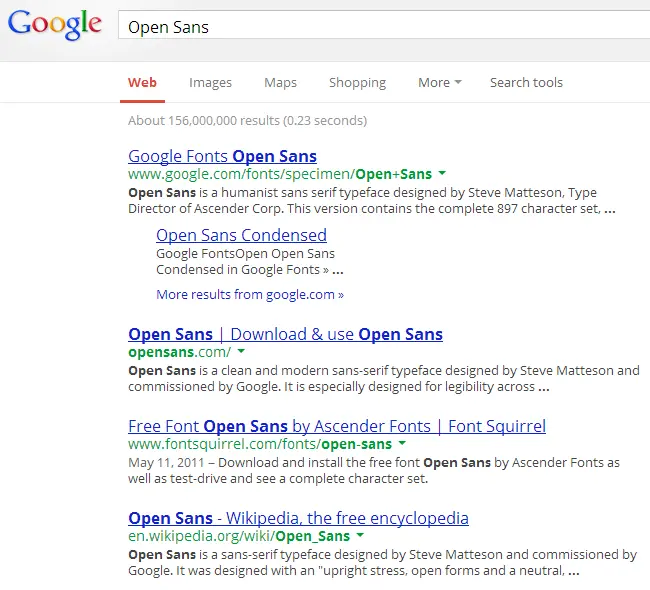 Google Open Sans
Web Images Maps Shopping More Search tools
About 156,000,000 results (0.23 seconds)
Google Fonts Open Sans
www.google.com/fonts/specimen/Open+Sans
Open Sans is a humanist sans serif typeface designed by Steve Matteson, Type
Director of Ascender Corp. This version contains the complete 897 character set, ...
Open Sans Condensed
Google FontsOpen Open Sans
Condensed in Google Fonts » ...
More results from google.com »
Open Sans | Download & use Open Sans
opensans.com/
Open Sans is a clean and modern sans-serif typeface designed by Steve Matteson and
commissioned by Google. It is especially designed for legibility across ...
Free Font Open Sans by Ascender Fonts | Font Squirrel
www.fontsquirrel.com/fonts/open-sans
May 11, 2011 – Download and install the free font Open Sans by Ascender Fonts as
well as test-drive and see a complete character set.
Open Sans - Wikipedia, the free encyclopedia
en.wikipedia.org/wiki/Open_Sans
Open Sans is a sans-serif typeface designed by Steve Matteson and commissioned by
Google. It was designed with an "upright stress, open forms and a neutral, ...